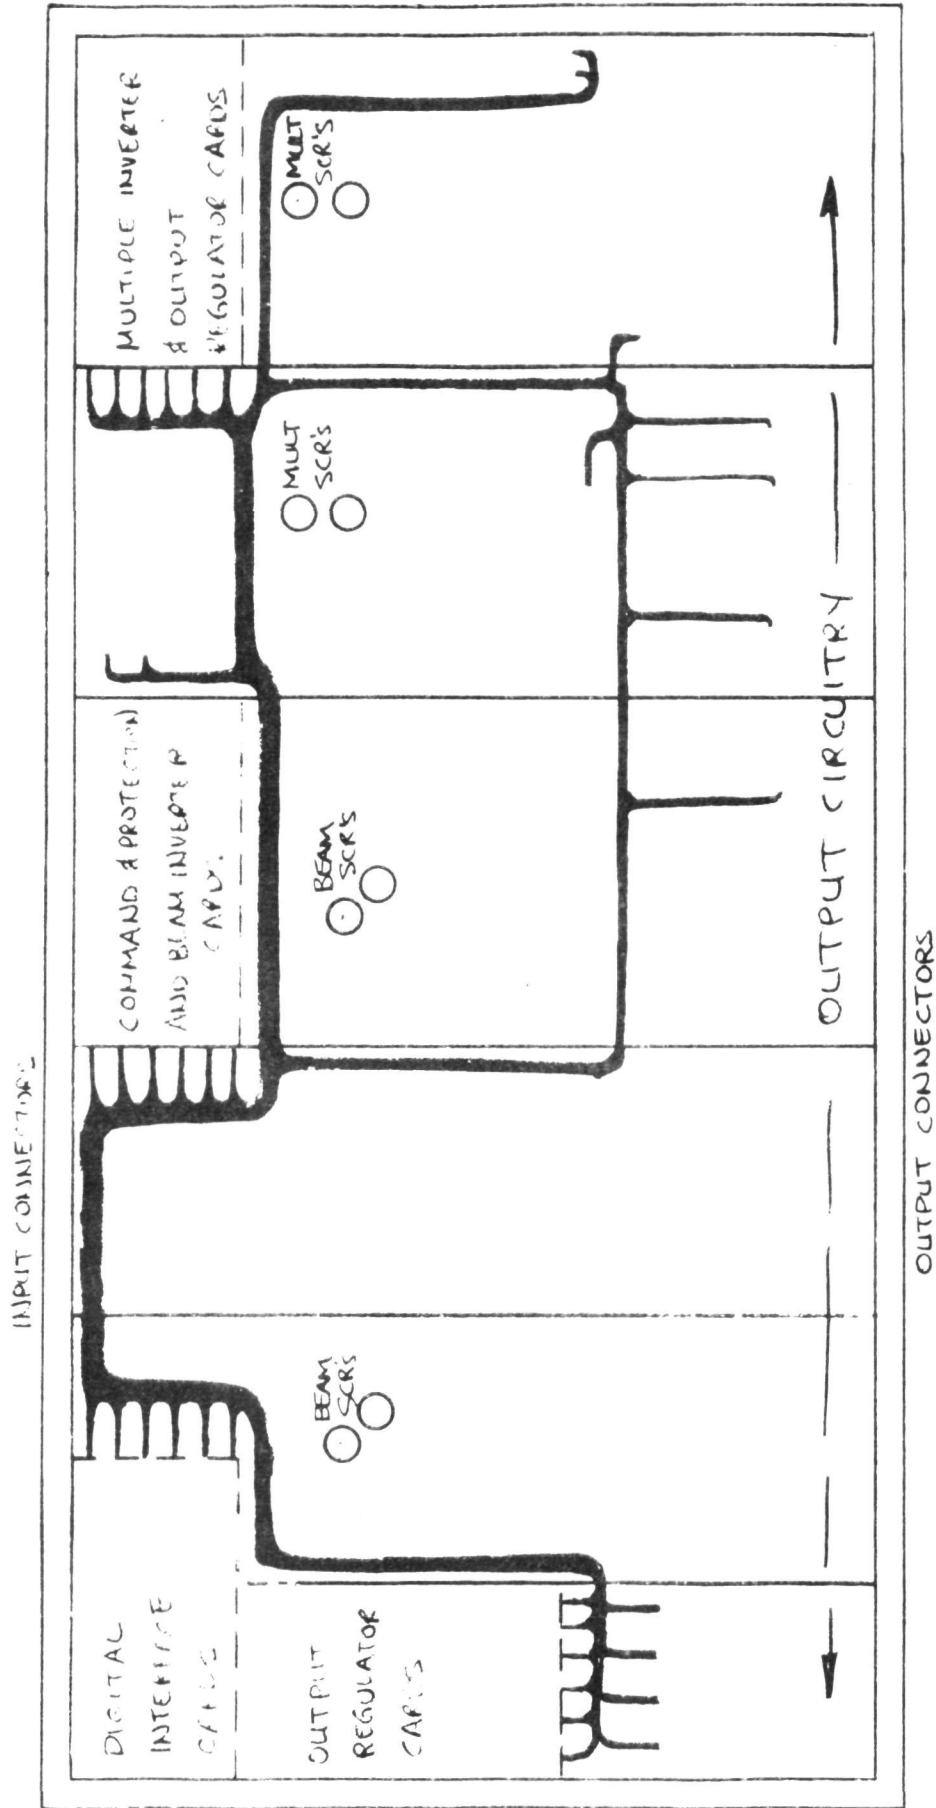 INPUT CONNECTORS
DIGITAL
INTERFACE
CARDS
OUTPUT
REGULATOR
CARDS
BEAM
SCR'S
COMMAND & PROTECTION
AND BEAM INVERTER
CARDS.
BEAM
SCR'S
MULT
SCR'S
MULTIPLE INVERTER
& OUTPUT
REGULATOR CARDS
MULT
SCR'S
OUTPUT CIRCUITRY
OUTPUT CONNECTORS